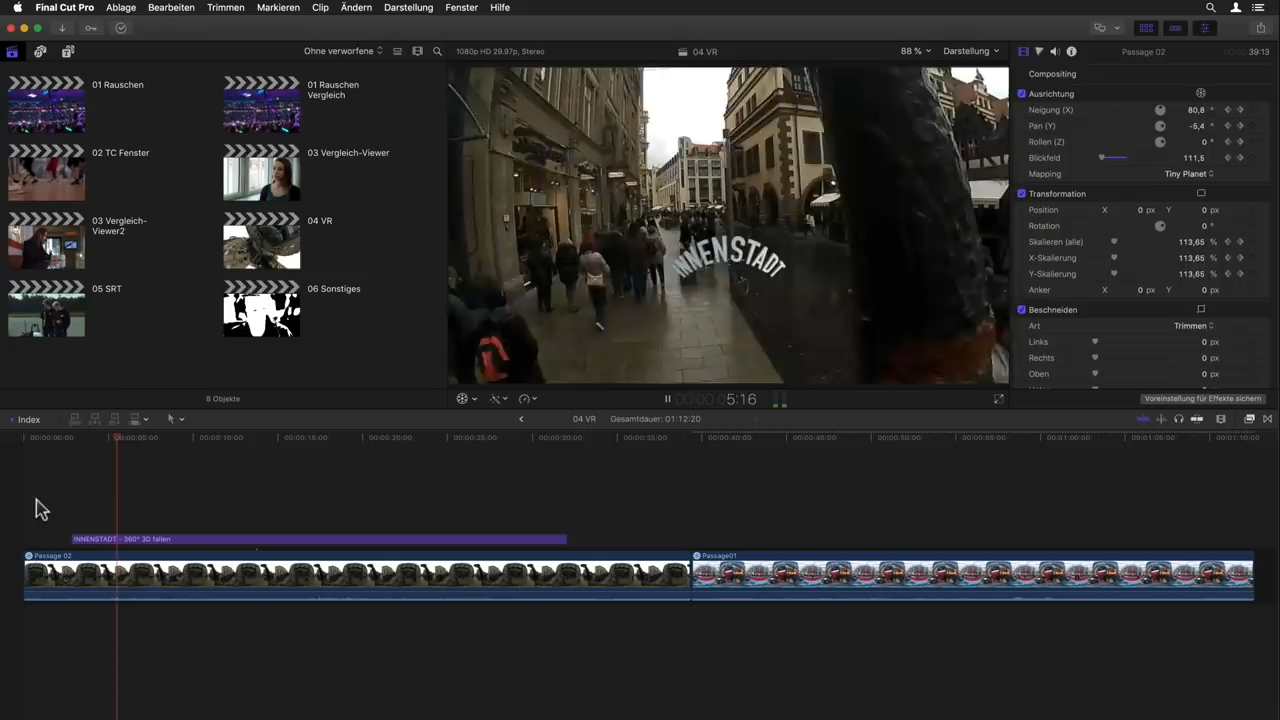 Final Cut Pro Ablage Bearbeiten Trimmen Markieren Clip Ändern Darstellung Fenster Hilfe
Ohne verworfene 1080p HD 29.97p, Stereo 04 VR 88 % Darstellung Passage 02 39:13
01 Rauschen
01 Rauschen Vergleich
02 TC Fenster
03 Vergleich-Viewer
03 Vergleich-Viewer2
04 VR
05 SRT
06 Sonstiges
8 Objekte
INNENSTADT
00:00:00 5:16
Compositing
Ausrichtung
Neigung (X) 80,8 °
Pan (Y) -5,4 °
Rollen (Z) 0 °
Blickfeld 111,5
Mapping Tiny Planet
Transformation
Position X 0 px Y 0 px
Rotation 0 °
Skalieren (alle) 113,65 %
X-Skalierung 113,65 %
Y-Skalierung 113,65 %
Anker X 0 px Y 0 px
Beschneiden
Art Trimmen
Links 0 px
Rechts 0 px
Oben 0 px
Voreinstellung für Effekte sichern
Index 04 VR Gesamtdauer: 01:12:20
00:00:00:00 00:00:05:00 00:00:10:00 00:00:15:00 00:00:20:00 00:00:25:00 00:00:30:00 00:00:35:00 00:00:40:00 00:00:45:00 00:00:50:00 00:00:55:00 00:01:00:00 00:01:05:00 00:01:10:00
INNENSTADT - 360° 3D fallen
Passage 02 Passage01